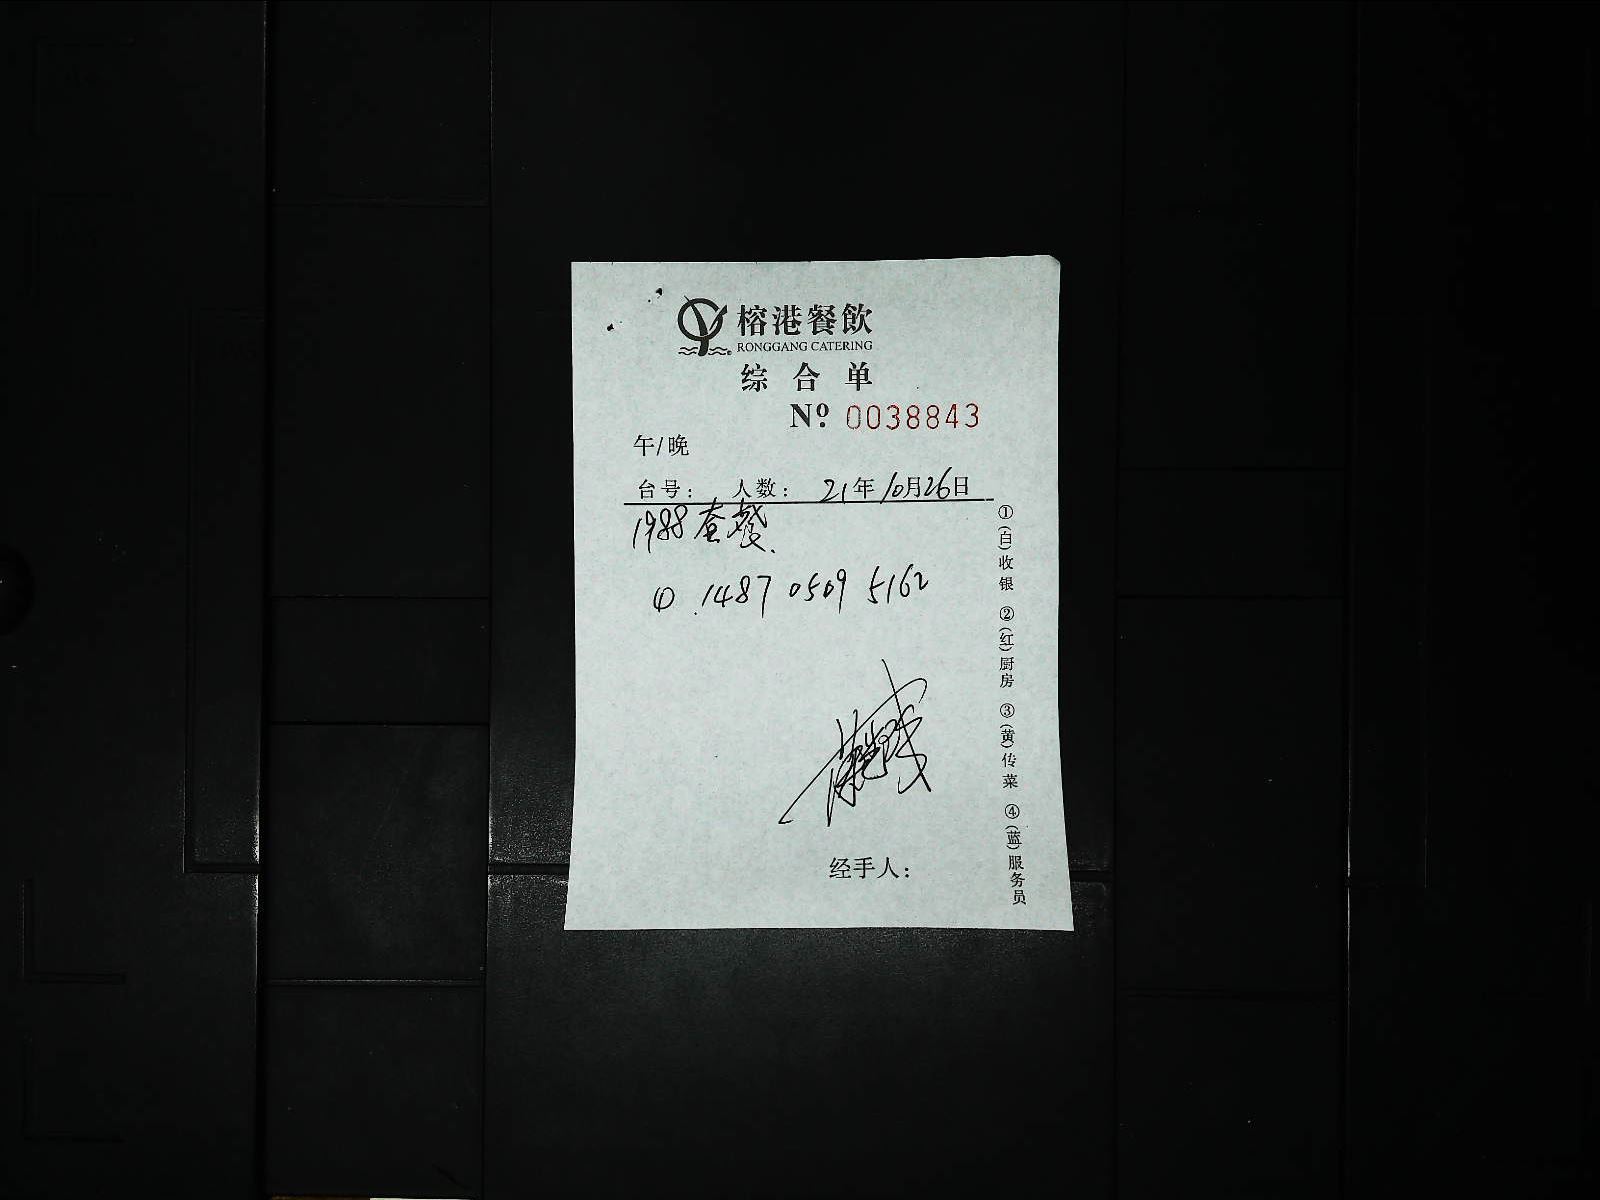 榕港餐飲
RONGGANG CATERING
综合单
Nº: 0038843
午/晚
台号: 人数: 21年10月26日
1988套餐.
① 1487 0509 5162
经手人:
①(白)收银 ②(红)厨房 ③(黄)传菜 ④(蓝)服务员